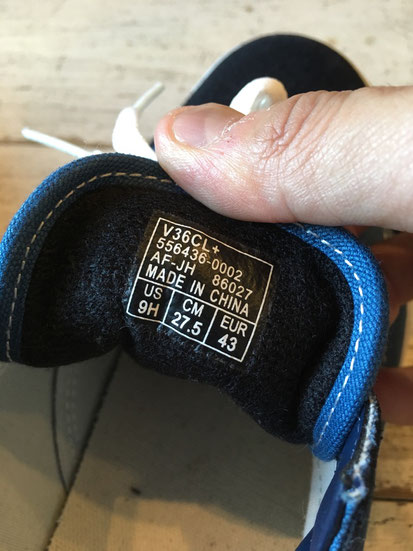 V36CL+
556436-0002
AF-JH 86027
MADE IN CHINA
US CM EUR
9H 27.5 43